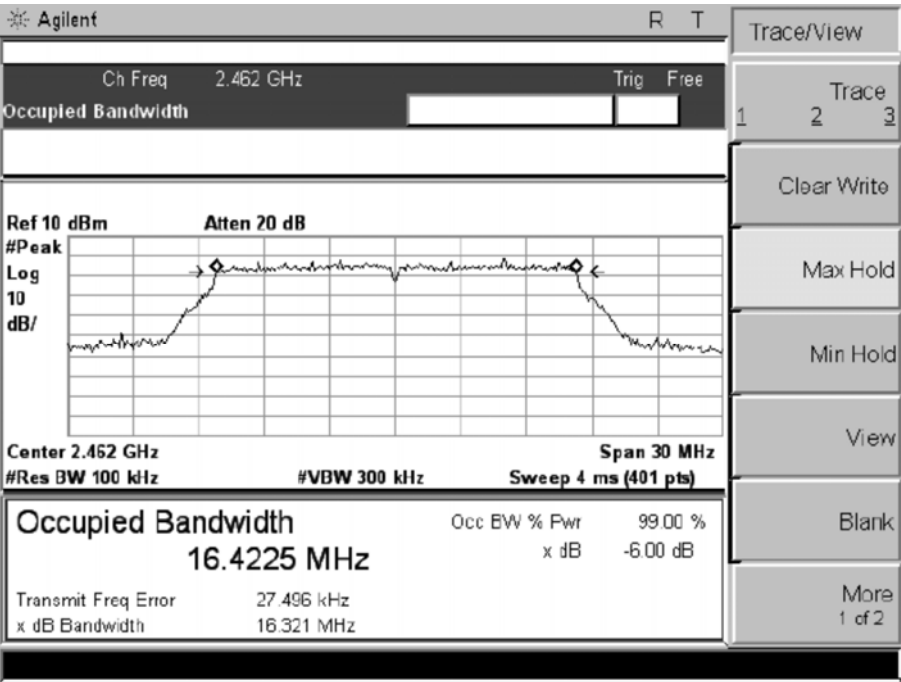 Agilent R T
Ch Freq 2.462 GHz Trig Free
Occupied Bandwidth
Ref 10 dBm Atten 20 dB
#Peak
Log
10
dB/
Center 2.462 GHz Span 30 MHz
#Res BW 100 kHz #VBW 300 kHz Sweep 4 ms (401 pts)
Occupied Bandwidth
16.4225 MHz
Occ BW % Pwr 99.00 %
x dB -6.00 dB
Transmit Freq Error 27.496 kHz
x dB Bandwidth 16.321 MHz
Trace/View
Trace
1 2 3
Clear Write
Max Hold
Min Hold
View
Blank
More
1 of 2